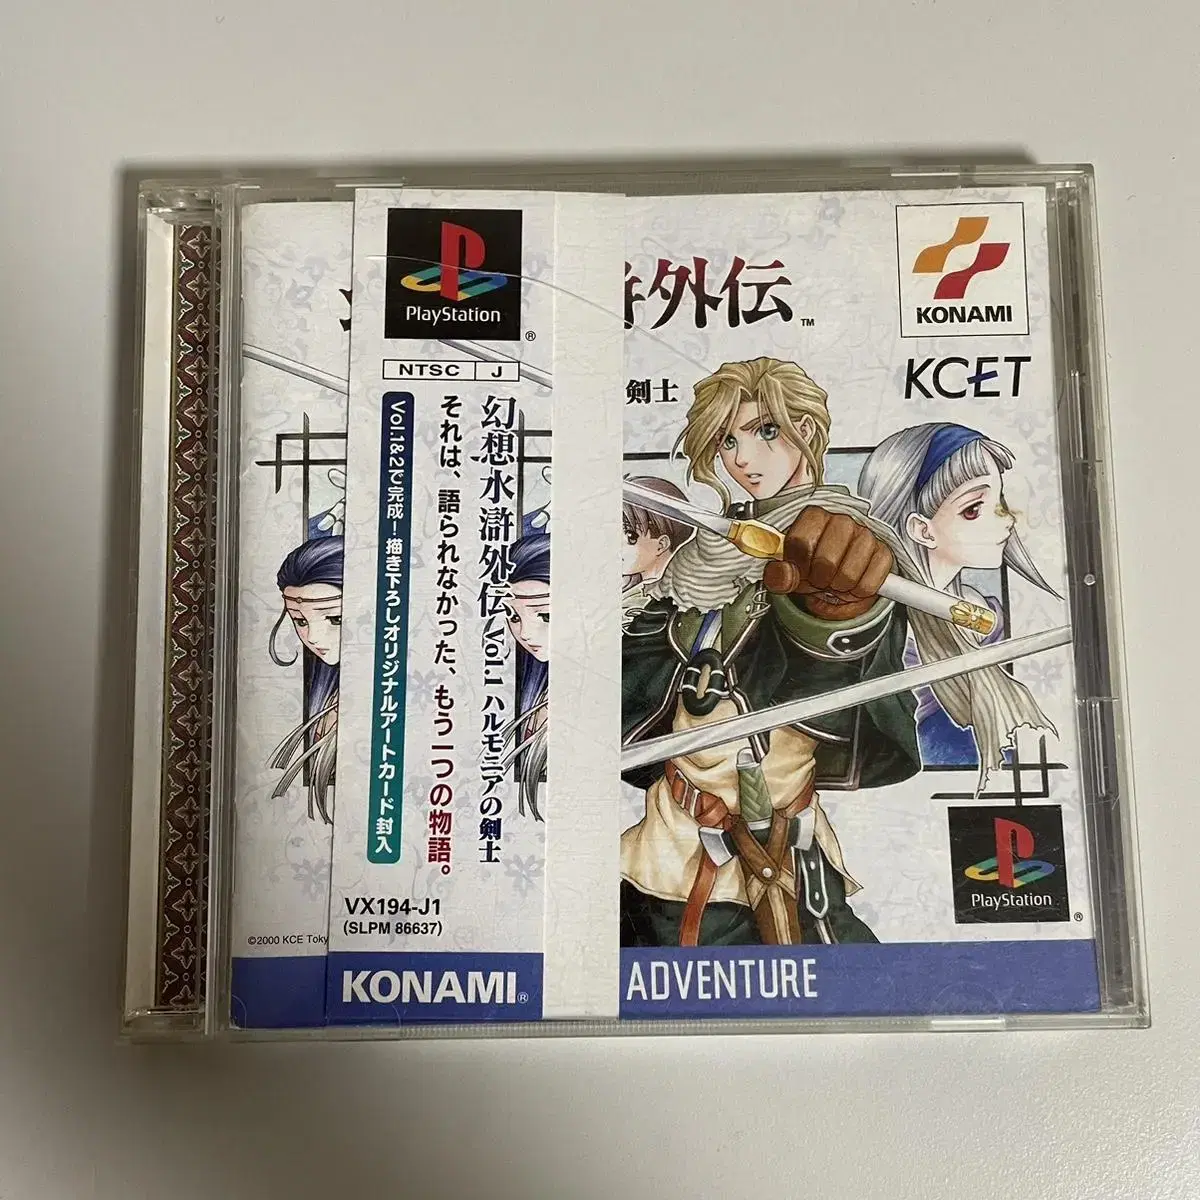 PlayStation
®
NTSC J
幻想水滸外伝 Vol.1 ハルモニアの剣士
それは、語られなかった、もう一つの物語。
Vol.1&2で完成!描き下ろしオリジナルアートカード封入
VX194-J1
(SLPM 86637)
KONAMI®
外伝™
剣士
KONAMI
KCET
PlayStation
®
©2000 KCE Toky
ADVENTURE